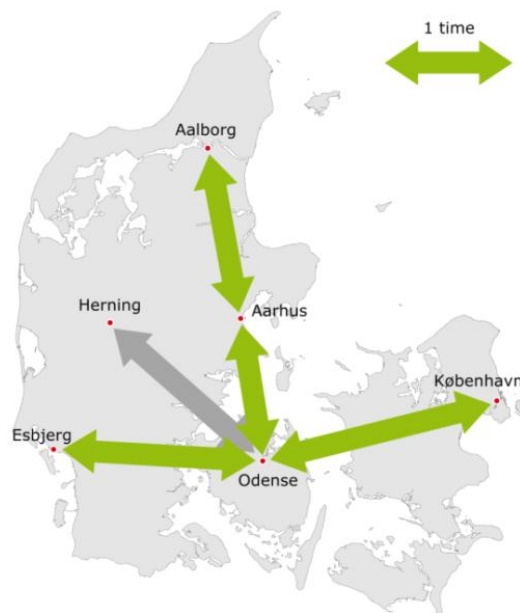 1 time
Aalborg
Herning
Aarhus
København
Esbjerg
Odense